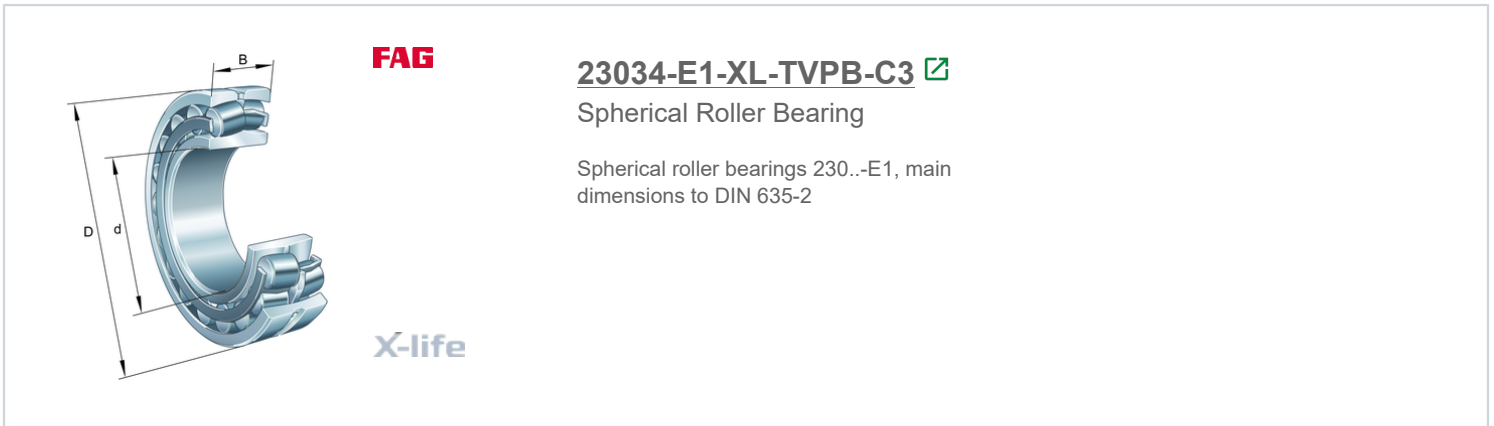 B
D
d
FAG
X-life
23034-E1-XL-TVPB-C3
Spherical Roller Bearing
Spherical roller bearings 230..-E1, main
dimensions to DIN 635-2